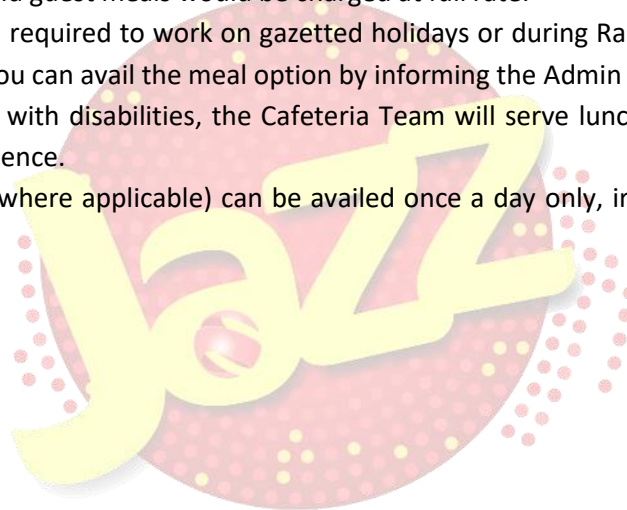 guest meals would be charged at full rate.
required to work on gazetted holidays or during Ra
ou can avail the meal option by informing the Admin
with disabilities, the Cafeteria Team will serve lunc
ence.
where applicable) can be availed once a day only, i
Jazz